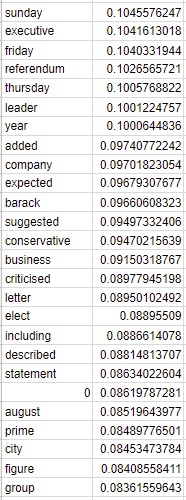 sunday 0.1045576247
executive 0.1041613018
friday 0.1040331944
referendum 0.1026565721
thursday 0.1005768822
leader 0.1001224757
year 0.1000644836
added 0.09740772242
company 0.09701823054
expected 0.09679307677
barack 0.09660608323
suggested 0.09497332406
conservative 0.09470215639
business 0.09150318767
criticised 0.08977945198
letter 0.08950102492
elect 0.08895509
including 0.0886614078
described 0.08814813707
statement 0.08634022604
0 0.08619787281
august 0.08519643977
prime 0.08489776501
city 0.08453473784
figure 0.08408558411
group 0.08361559643